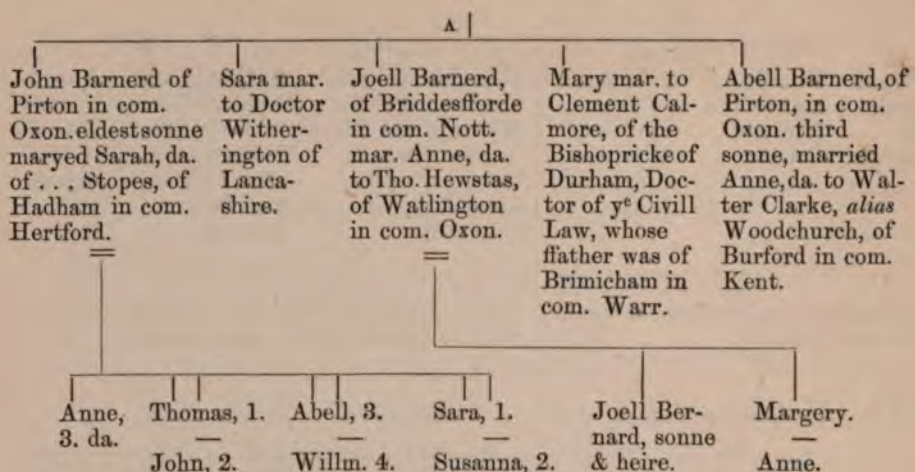 A
John Barnerd of
Pirton in com.
Oxon. eldest sonne
maryed Sarah, da.
of . . . Stopes, of
Hadham in com.
Hertford.
Sara mar.
to Doctor
Wither-
ington of
Lanca-
shire.
Joell Barnerd,
of Briddesfforde
in com. Nott.
mar. Anne, da.
to Tho. Hewstas,
of Watlington
in com. Oxon.
Mary mar. to
Clement Cal-
more, of the
Bishopricke of
Durham, Doc-
tor of yᵉ Civill
Law, whose
ffather was of
Brimicham in
com. Warr.
Abell Barnerd, of
Pirton, in com.
Oxon. third
sonne, married
Anne, da. to Wal-
ter Clarke, alias
Woodchurch, of
Burford in com.
Kent.
Anne,
3. da.
Thomas, 1.
—
John, 2.
Abell, 3.
—
Willm. 4.
Sara, 1.
—
Susanna, 2.
Joell Ber-
nard, sonne
& heire.
Margery.
—
Anne.